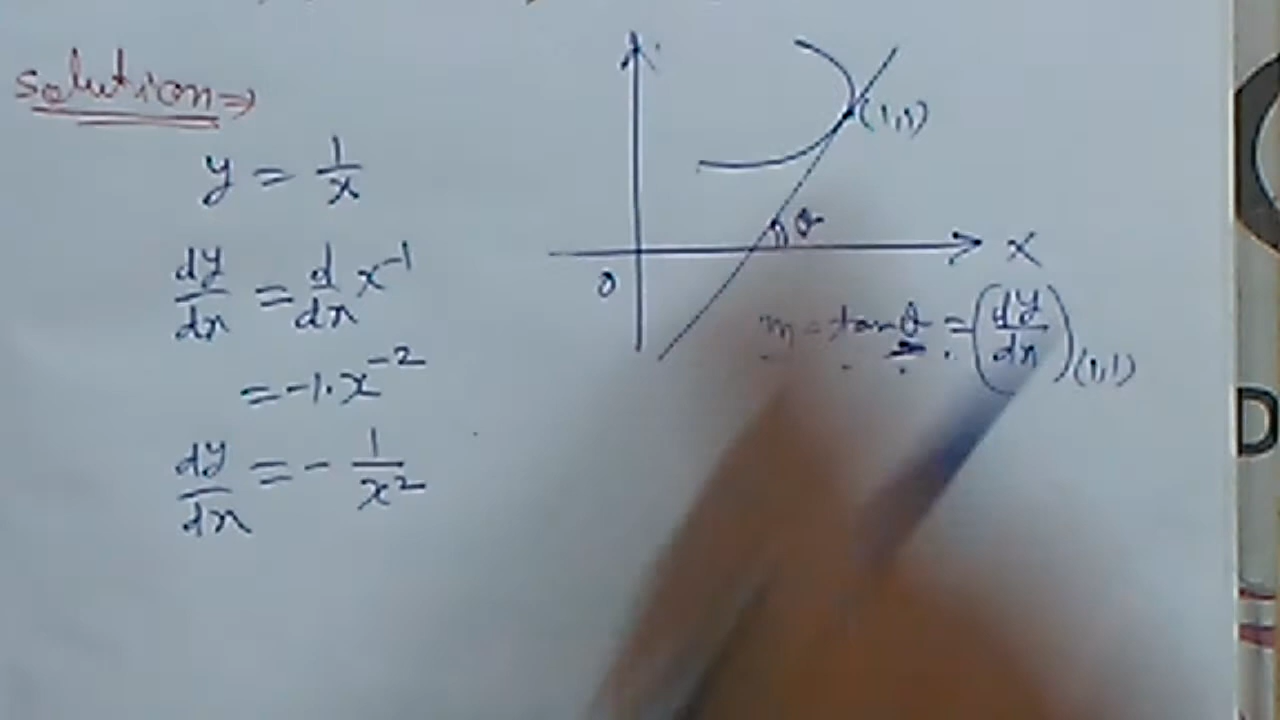 Solution ⇒
y = 1/x
dy/dx = d/dx x⁻¹
= -1·x⁻²
dy/dx = - 1/x²
(1,1)
θ
X
0
m = tanθ = (dy/dx)(1,1)
D